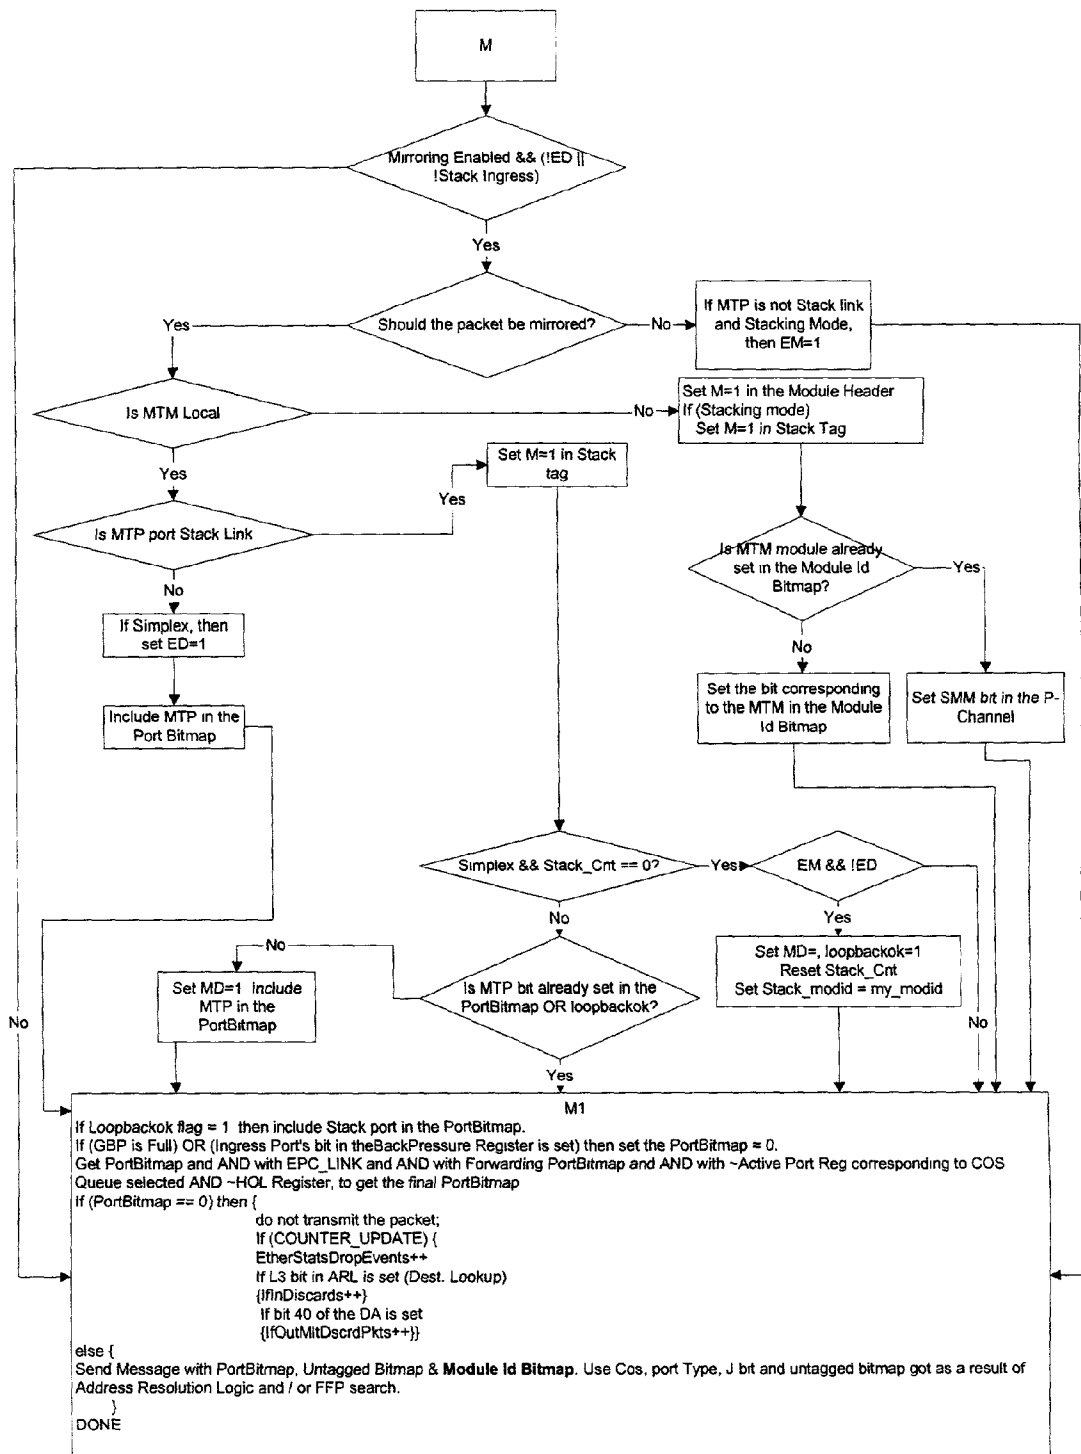 M
Mirroring Enabled && (!ED ||
!Stack Ingress)
Yes
Should the packet be mirrored?
Yes
No
If MTP is not Stack link
and Stacking Mode,
then EM=1
Is MTM Local
No
Set M=1 in the Module Header
If (Stacking mode)
Set M=1 in Stack Tag
Yes
Set M=1 in Stack
tag
Yes
Is MTP port Stack Link
Is MTM module already
set in the Module Id
Bitmap?
Yes
No
If Simplex, then
set ED=1
No
Include MTP in the
Port Bitmap
Set the bit corresponding
to the MTM in the Module
Id Bitmap
Set SMM bit in the P-
Channel
Simplex && Stack_Cnt == 0?
Yes
EM && !ED
No
Yes
No
Set MD=1 Include
MTP in the
PortBitmap
Is MTP bit already set in the
PortBitmap OR loopbackok?
Set MD=, loopbackok=1
Reset Stack_Cnt
Set Stack_modid = my_modid
No
No
Yes
M1
If Loopbackok flag = 1 then include Stack port in the PortBitmap.
If (GBP is Full) OR (Ingress Port's bit in theBackPressure Register is set) then set the PortBitmap = 0.
Get PortBitmap and AND with EPC_LINK and AND with Forwarding PortBitmap and AND with ~Active Port Reg corresponding to COS
Queue selected AND ~HOL Register, to get the final PortBitmap
If (PortBitmap == 0) then {
do not transmit the packet;
If (COUNTER_UPDATE) {
EtherStatsDropEvents++
If L3 bit in ARL is set (Dest. Lookup)
{IfInDiscards++}
If bit 40 of the DA is set
{IfOutMltDscrdPkts++}}
else {
Send Message with PortBitmap, Untagged Bitmap & Module Id Bitmap. Use Cos, port Type, J bit and untagged bitmap got as a result of
Address Resolution Logic and / or FFP search.
}
DONE